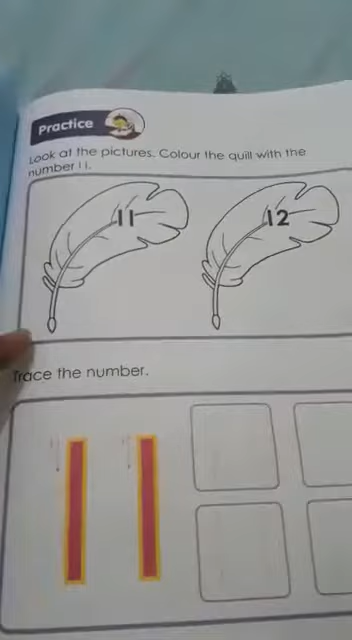 Practice
Look at the pictures. Colour the quill with the
number 11.
11
12
Trace the number.
11